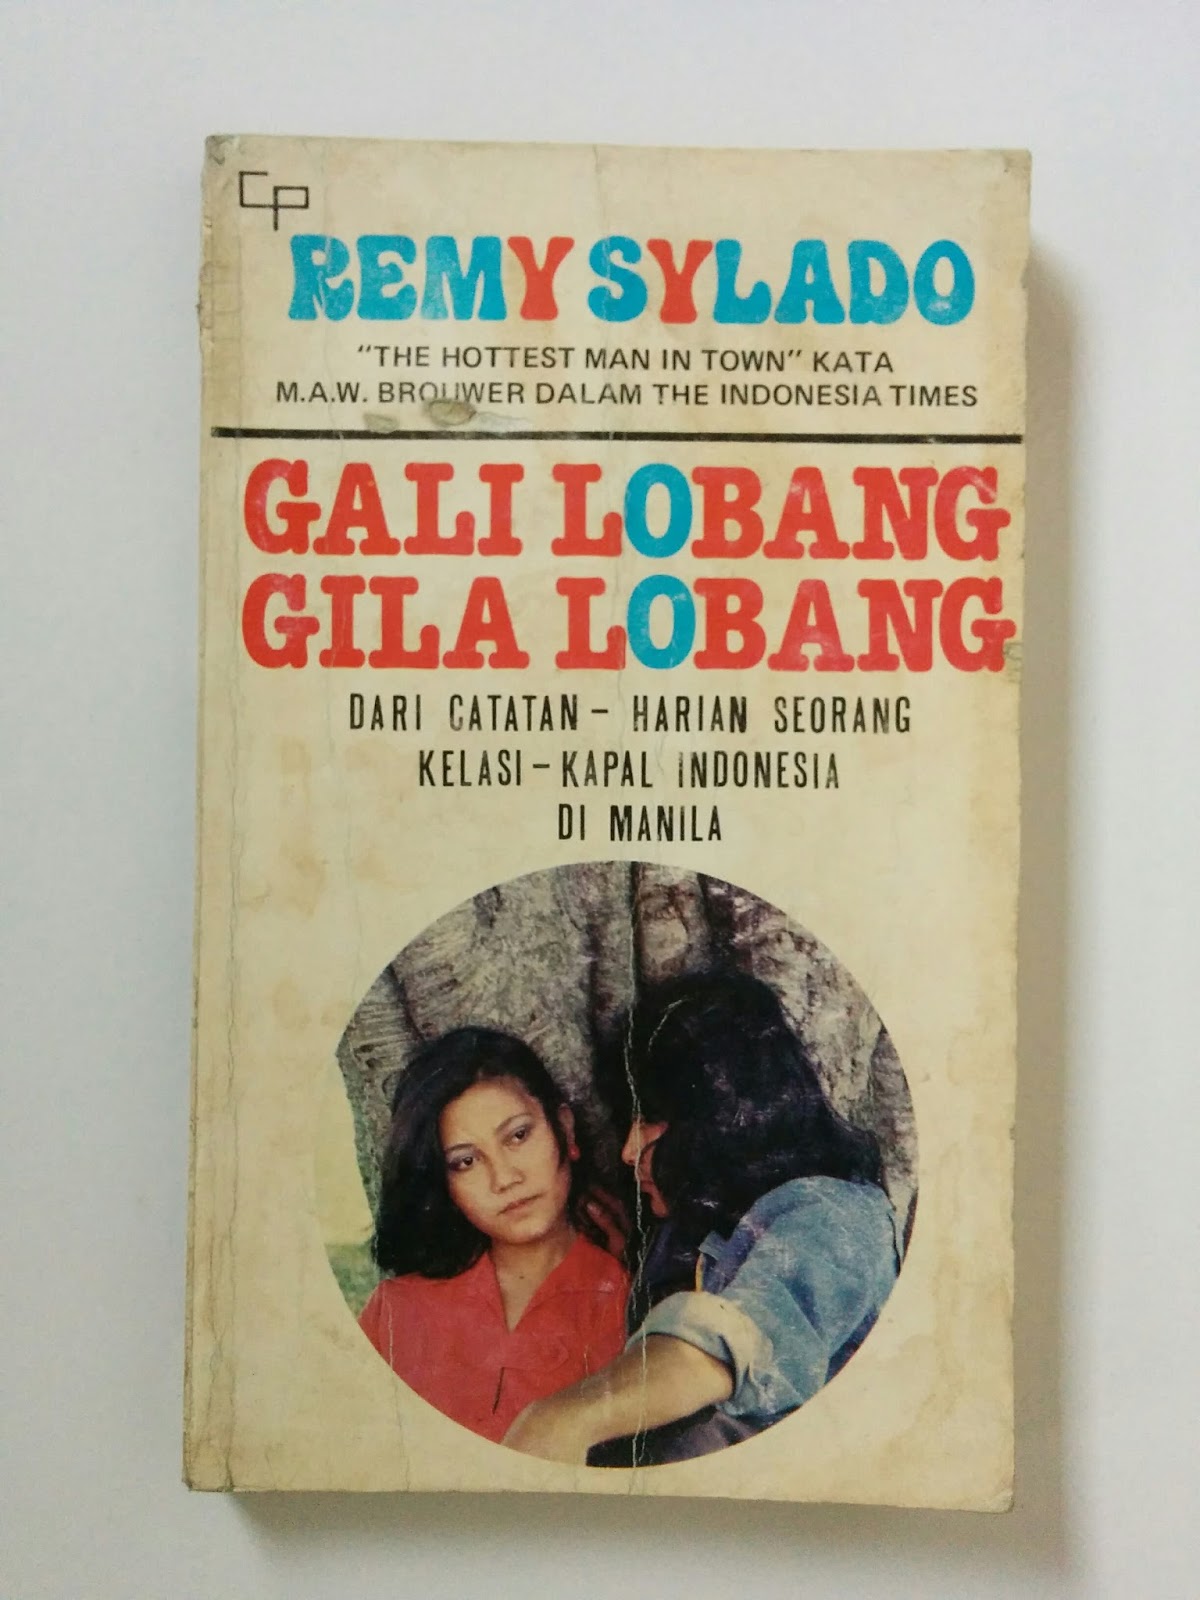 CP
REMY SYLADO
"THE HOTTEST MAN IN TOWN" KATA
M.A.W. BROUWER DALAM THE INDONESIA TIMES
GALI LOBANG
GILA LOBANG
DARI CATATAN – HARIAN SEORANG
KELASI – KAPAL INDONESIA
DI MANILA